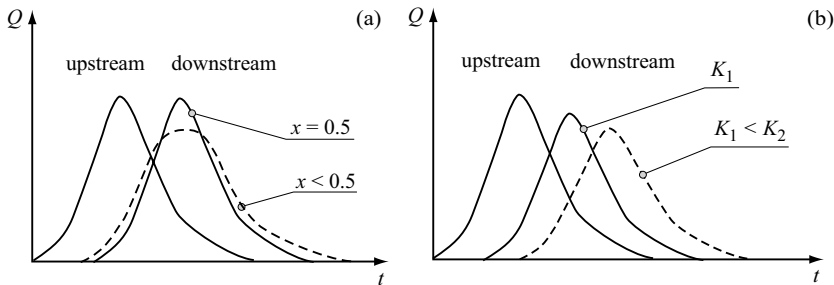 Q
(a)
upstream downstream
x = 0.5
x < 0.5
t
Q
(b)
upstream downstream
K₁
K₁ < K₂
t